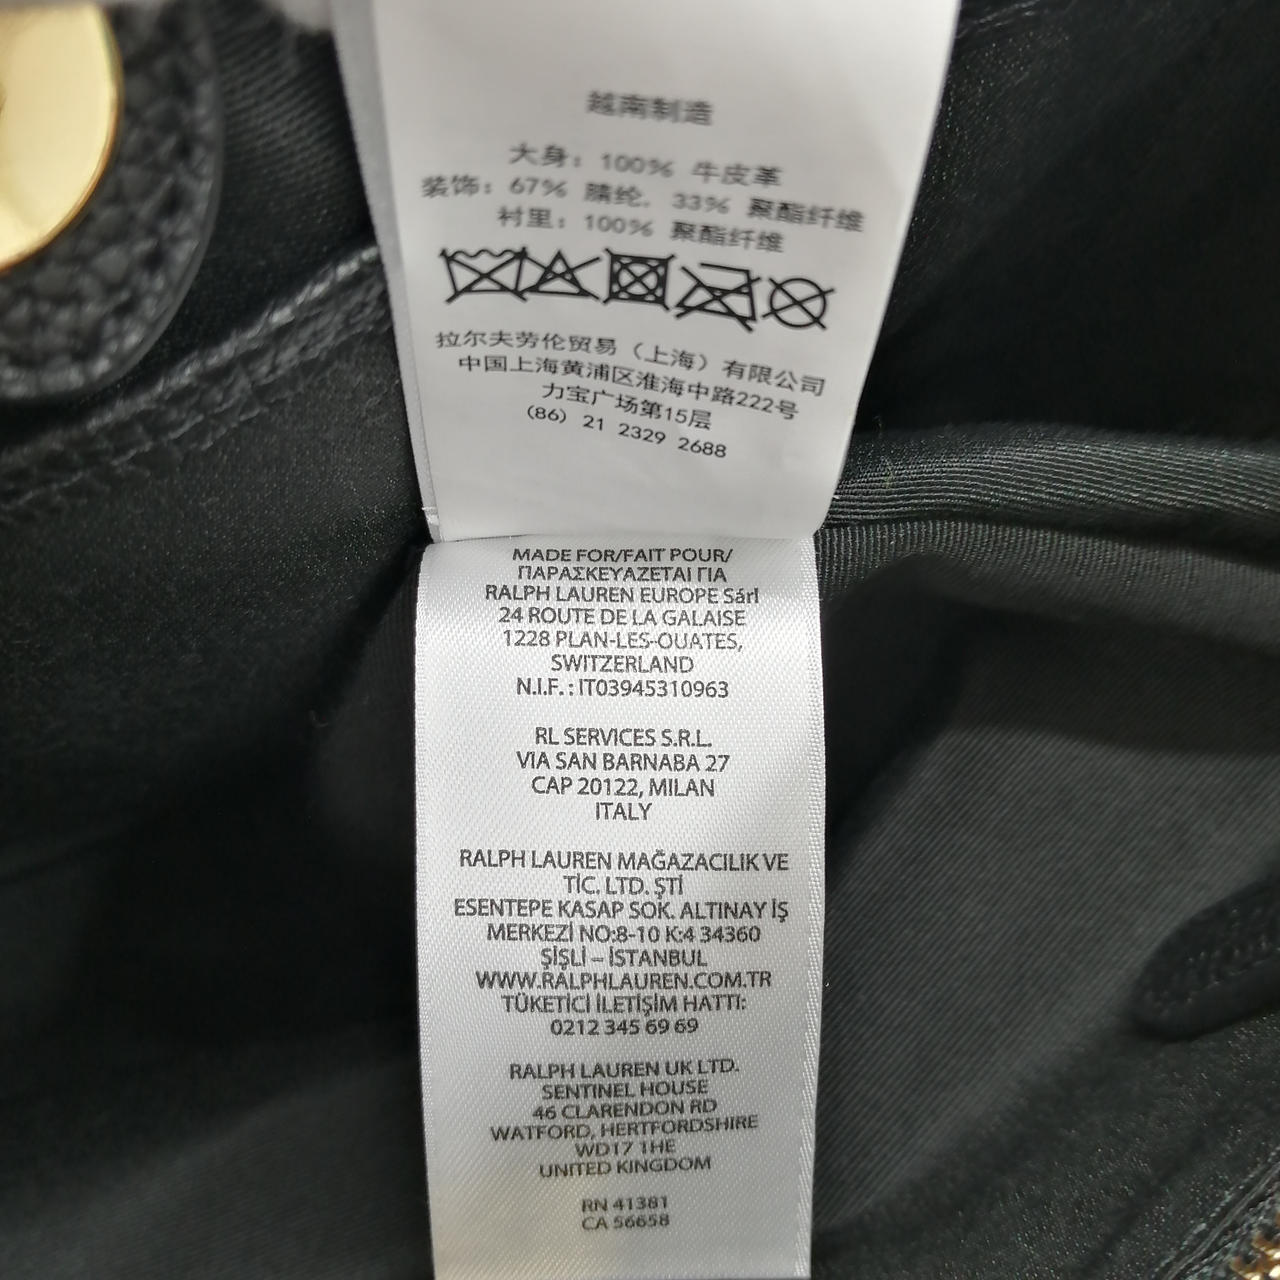 越南制造
大身：100% 牛皮革
装饰：67% 腈纶，33% 聚酯纤维
衬里：100% 聚酯纤维
拉尔夫劳伦贸易（上海）有限公司
中国上海黄浦区淮海中路222号
力宝广场第15层
(86) 21 2329 2688
MADE FOR/FAIT POUR/
ΠΑΡΑΣΚΕΥΑΖΕΤΑΙ ΓΙΑ
RALPH LAUREN EUROPE Sárl
24 ROUTE DE LA GALAISE
1228 PLAN-LES-OUATES,
SWITZERLAND
N.I.F. : IT03945310963
RL SERVICES S.R.L.
VIA SAN BARNABA 27
CAP 20122, MILAN
ITALY
RALPH LAUREN MAĞAZACILIK VE
TİC. LTD. ŞTİ
ESENTEPE KASAP SOK. ALTINAY İŞ
MERKEZİ NO:8-10 K:4 34360
ŞİŞLİ – İSTANBUL
WWW.RALPHLAUREN.COM.TR
TÜKETİCİ İLETİŞİM HATTI:
0212 345 69 69
RALPH LAUREN UK LTD.
SENTINEL HOUSE
46 CLARENDON RD
WATFORD, HERTFORDSHIRE
WD17 1HE
UNITED KINGDOM
RN 41381
CA 56658